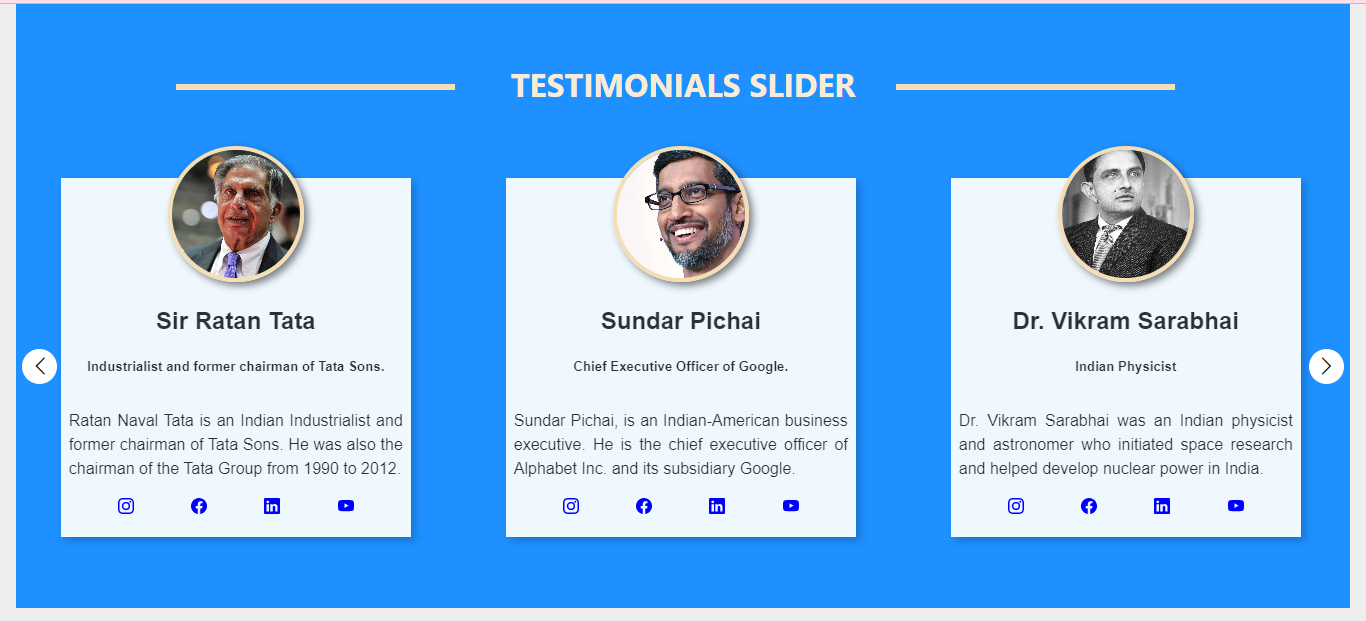 TESTIMONIALS SLIDER
Sir Ratan Tata
Industrialist and former chairman of Tata Sons.
Ratan Naval Tata is an Indian Industrialist and
former chairman of Tata Sons. He was also the
chairman of the Tata Group from 1990 to 2012.
Sundar Pichai
Chief Executive Officer of Google.
Sundar Pichai, is an Indian-American business
executive. He is the chief executive officer of
Alphabet Inc. and its subsidiary Google.
Dr. Vikram Sarabhai
Indian Physicist
Dr. Vikram Sarabhai was an Indian physicist
and astronomer who initiated space research
and helped develop nuclear power in India.